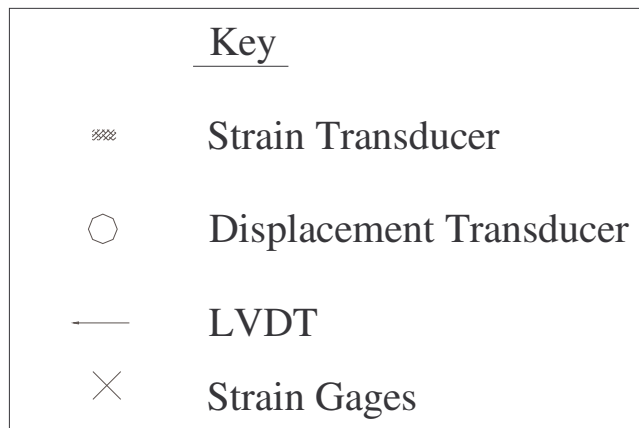 Key
Strain Transducer
Displacement Transducer
LVDT
Strain Gages